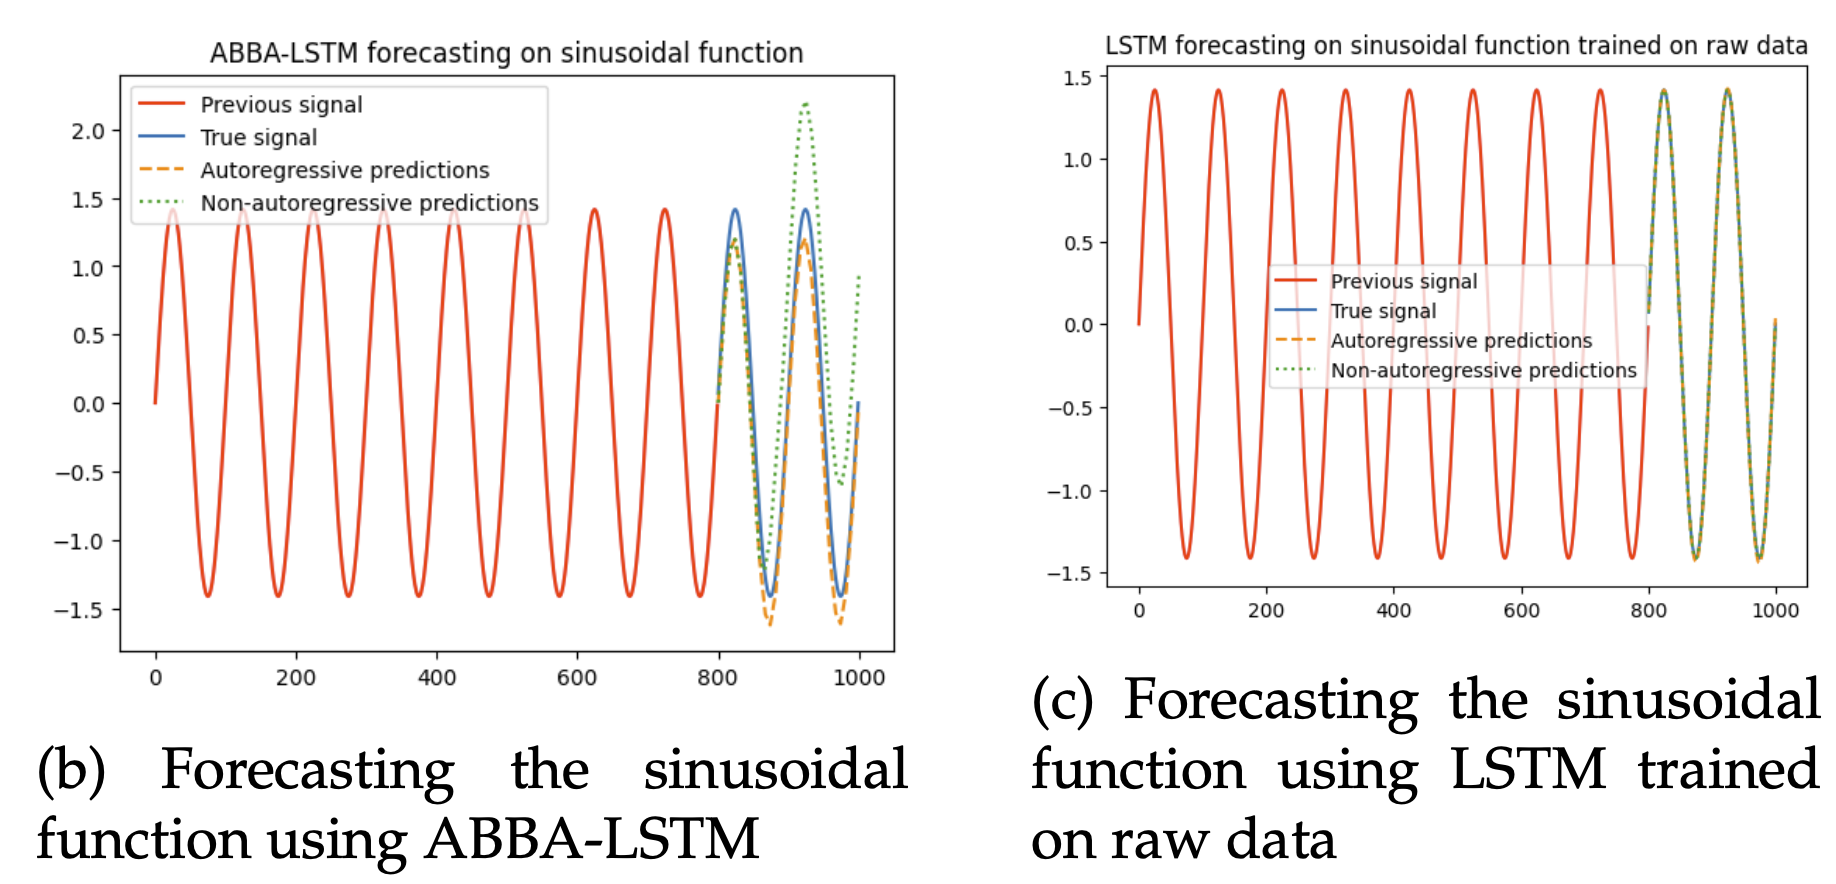 ABBA-LSTM forecasting on sinusoidal function
Previous signal
True signal
Autoregressive predictions
Non-autoregressive predictions
2.0
1.5
1.0
0.5
0.0
−0.5
−1.0
−1.5
0 200 400 600 800 1000
(b) Forecasting the sinusoidal
function using ABBA-LSTM
LSTM forecasting on sinusoidal function trained on raw data
1.5
1.0
0.5
0.0
−0.5
−1.0
−1.5
Previous signal
True signal
Autoregressive predictions
Non-autoregressive predictions
0 200 400 600 800 1000
(c) Forecasting the sinusoidal
function using LSTM trained
on raw data